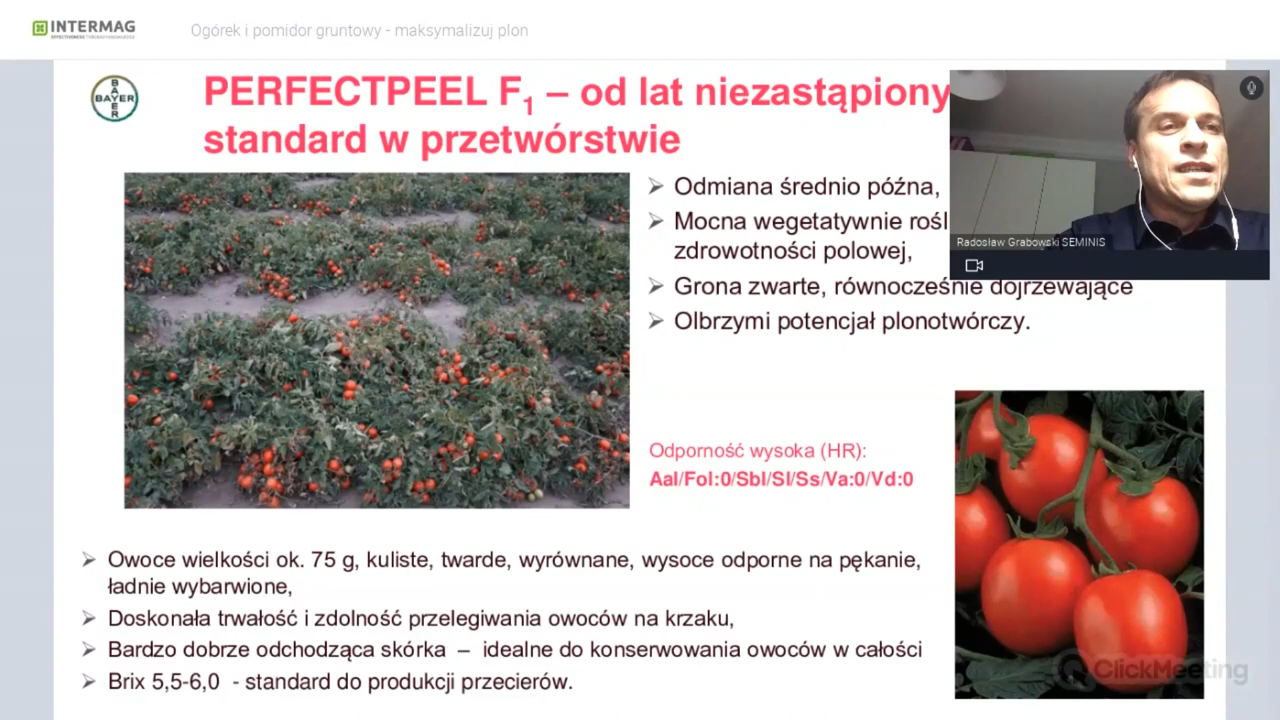 INTERMAG
Ogórek i pomidor gruntowy - maksymalizuj plon
BAYER
BAYER
PERFECTPEEL F1 – od lat niezastąpiony
standard w przetwórstwie
Odmiana średnio późna,
Mocna wegetatywnie rośl
zdrowotności polowej,
Grona zwarte, równocześnie dojrzewające
Olbrzymi potencjał plonotwórczy.
Radosław Grabowski SEMINIS
Odporność wysoka (HR):
Aal/Fol:0/Sbl/Sl/Ss/Va:0/Vd:0
Owoce wielkości ok. 75 g, kuliste, twarde, wyrównane, wysoce odporne na pękanie,
ładnie wybarwione,
Doskonała trwałość i zdolność przelegiwania owoców na krzaku,
Bardzo dobrze odchodząca skórka – idealne do konserwowania owoców w całości
Brix 5,5-6,0 - standard do produkcji przecierów.
ClickMeeting